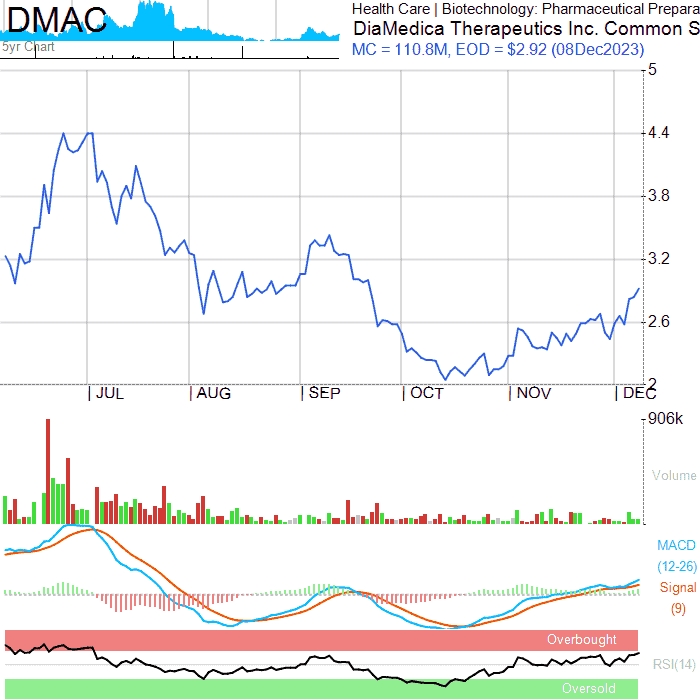 DMAC
5yr Chart
Health Care | Biotechnology: Pharmaceutical Prepara
DiaMedica Therapeutics Inc. Common S
MC = 110.8M, EOD = $2.92 (08Dec2023)
5
4.4
3.8
3.2
2.6
2
JUL
AUG
SEP
OCT
NOV
DEC
906k
Volume
MACD
(12-26)
Signal
(9)
Overbought
RSI(14)
Oversold